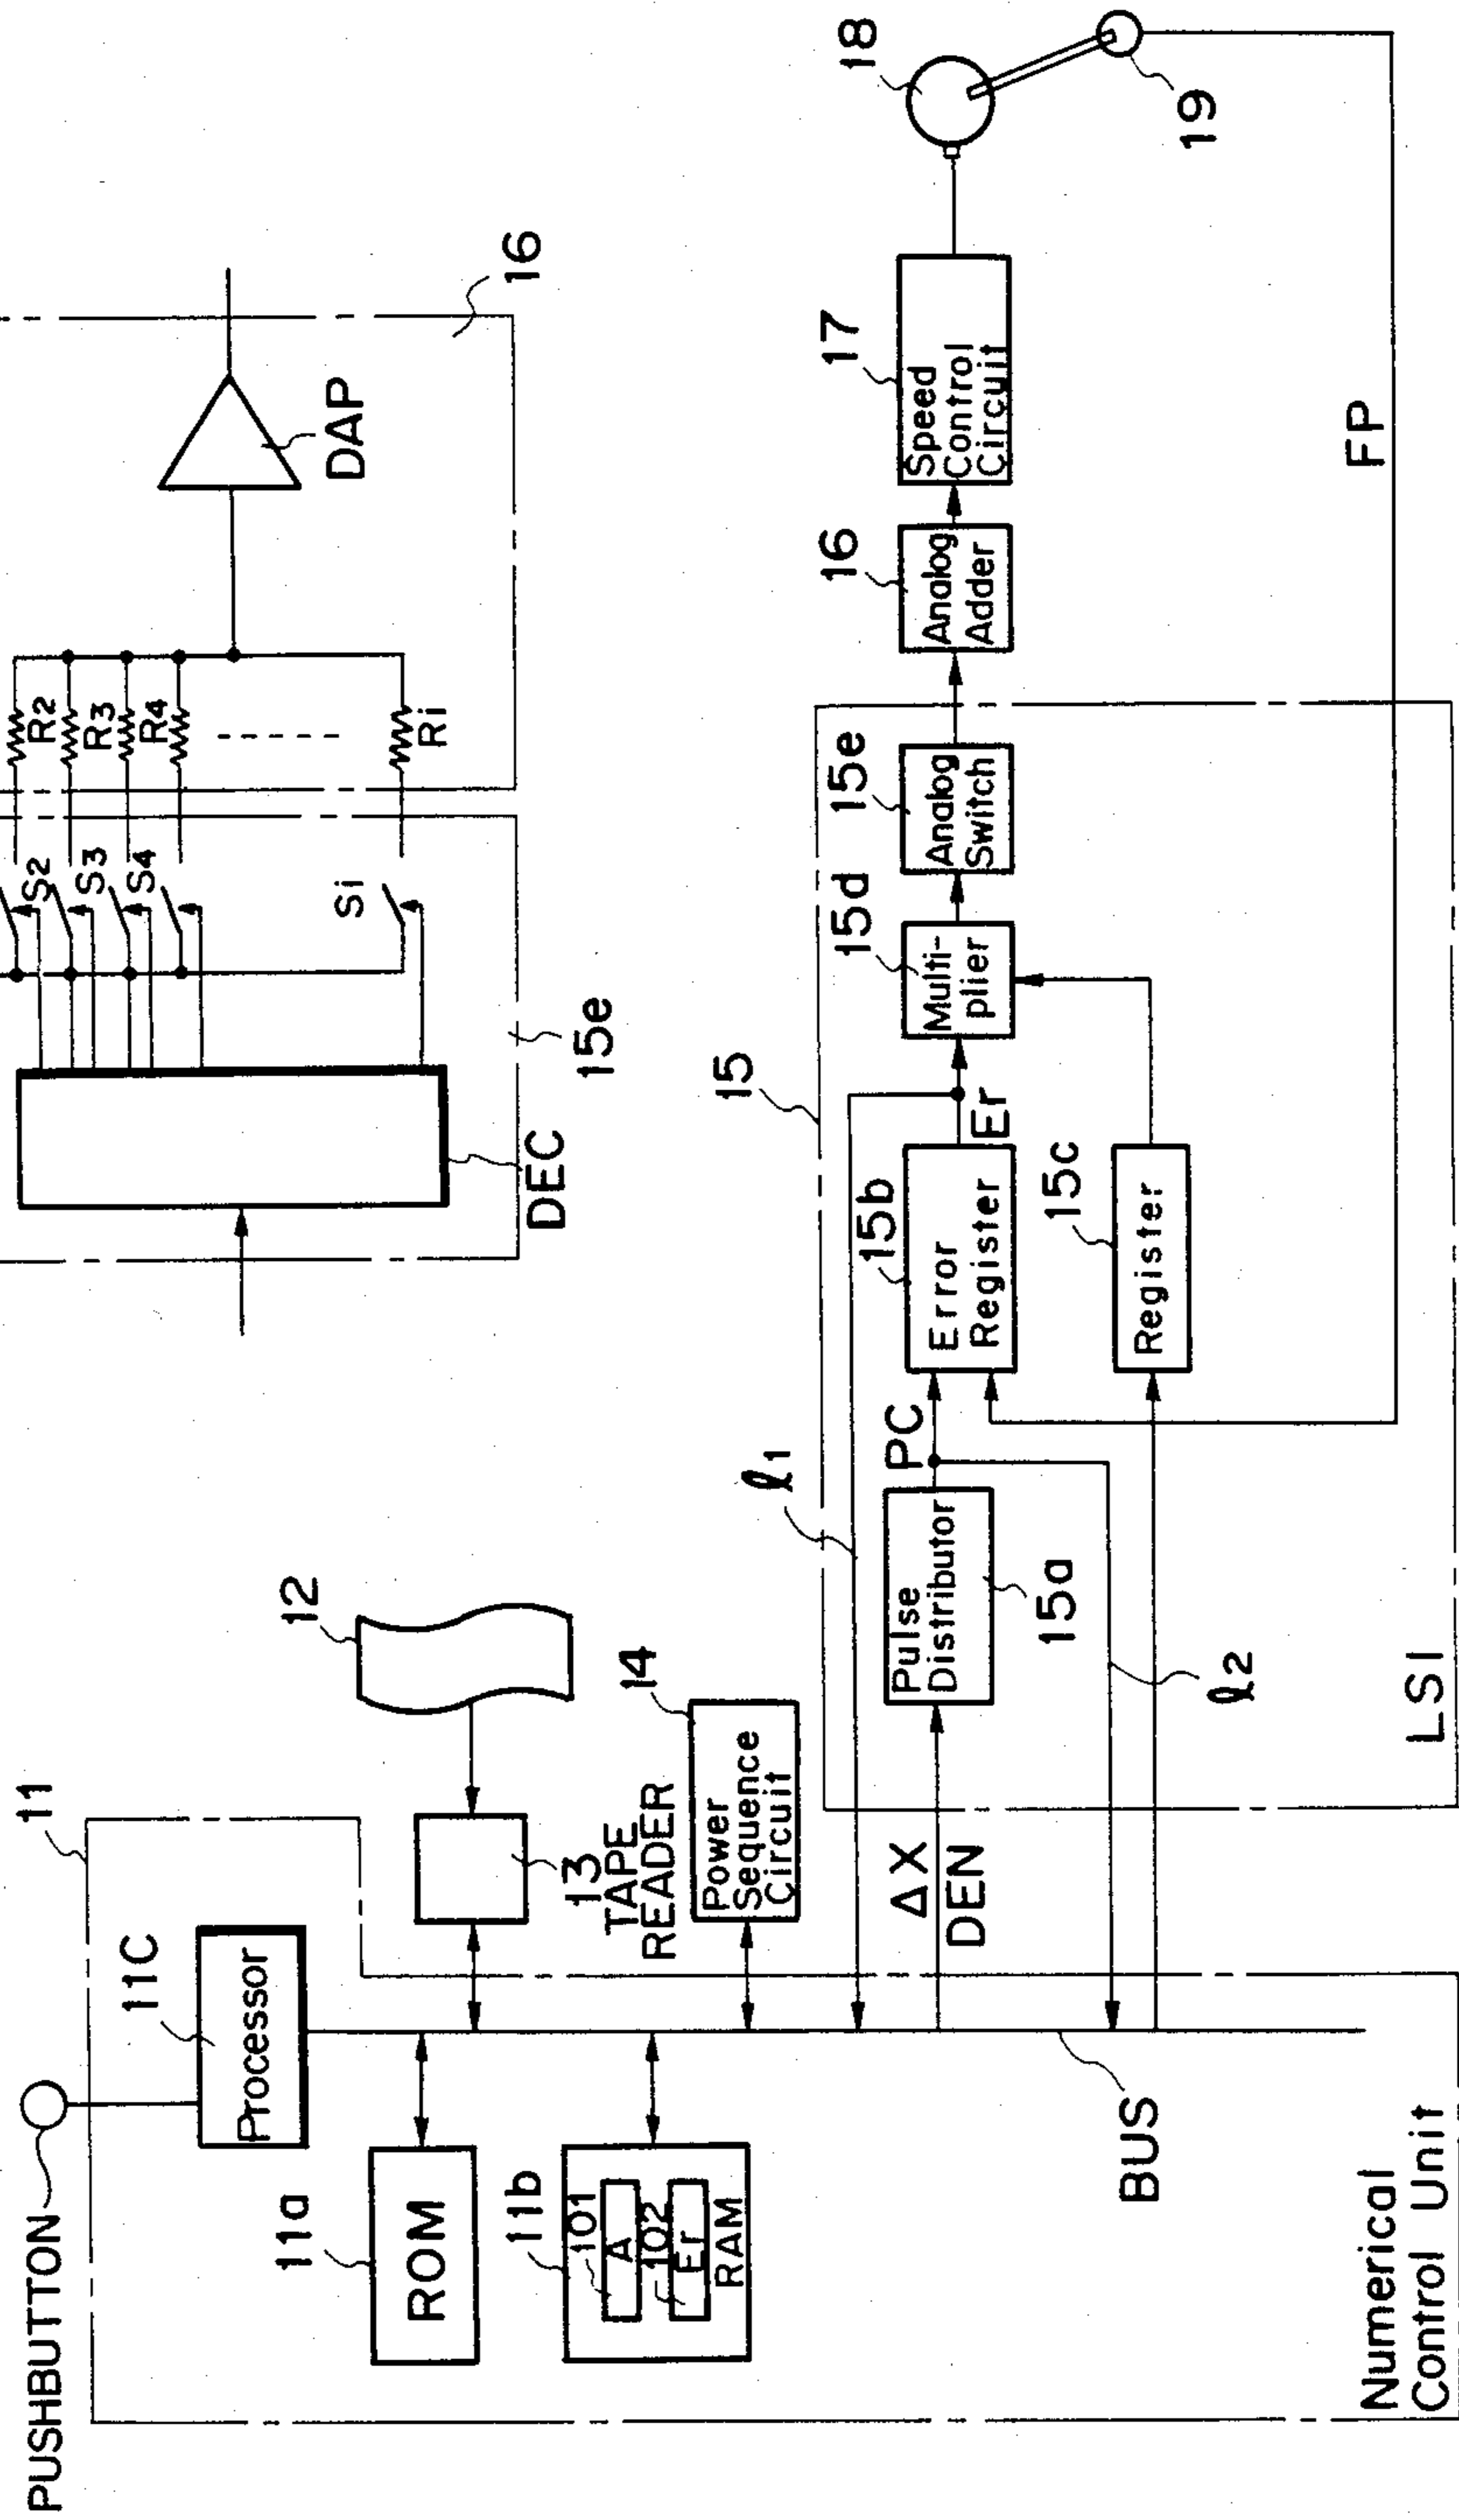 PUSHBUTTON
11
11C
Processor
11a
ROM
11b
101
A
102
Er
RAM
BUS
Numerical
Control Unit
12
13
TAPE
READER
14
Power
Sequence
Circuit
ΔX
DEN
Pulse
Distributor
15a
PC
ℓ1
ℓ2
LSI
15
15b
Error
Register
Er
15c
Register
15d
Multi-
plier
15e
Analog
Switch
16
Analog
Adder
17
Speed
Control
Circuit
18
19
FP
DEC
15e
S2
S3
S4
Si
R2
R3
R4
Ri
DAP
16